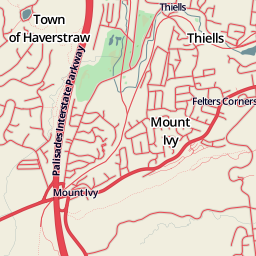 Thiells
Town
of Haverstraw
Thiells
Palisades Interstate Parkway
Felters Corners
Mount
Ivy
Mount Ivy